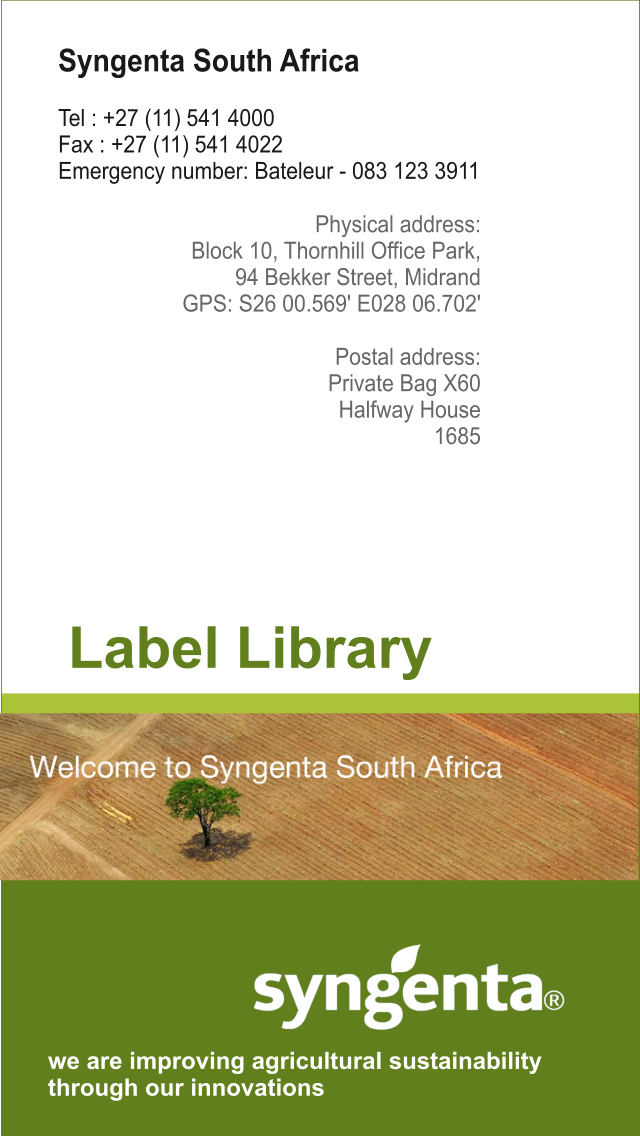 Syngenta South Africa
Tel : +27 (11) 541 4000
Fax : +27 (11) 541 4022
Emergency number: Bateleur - 083 123 3911
Physical address:
Block 10, Thornhill Office Park,
94 Bekker Street, Midrand
GPS: S26 00.569' E028 06.702'
Postal address:
Private Bag X60
Halfway House
1685
Label Library
Welcome to Syngenta South Africa
syngenta®
we are improving agricultural sustainability
through our innovations